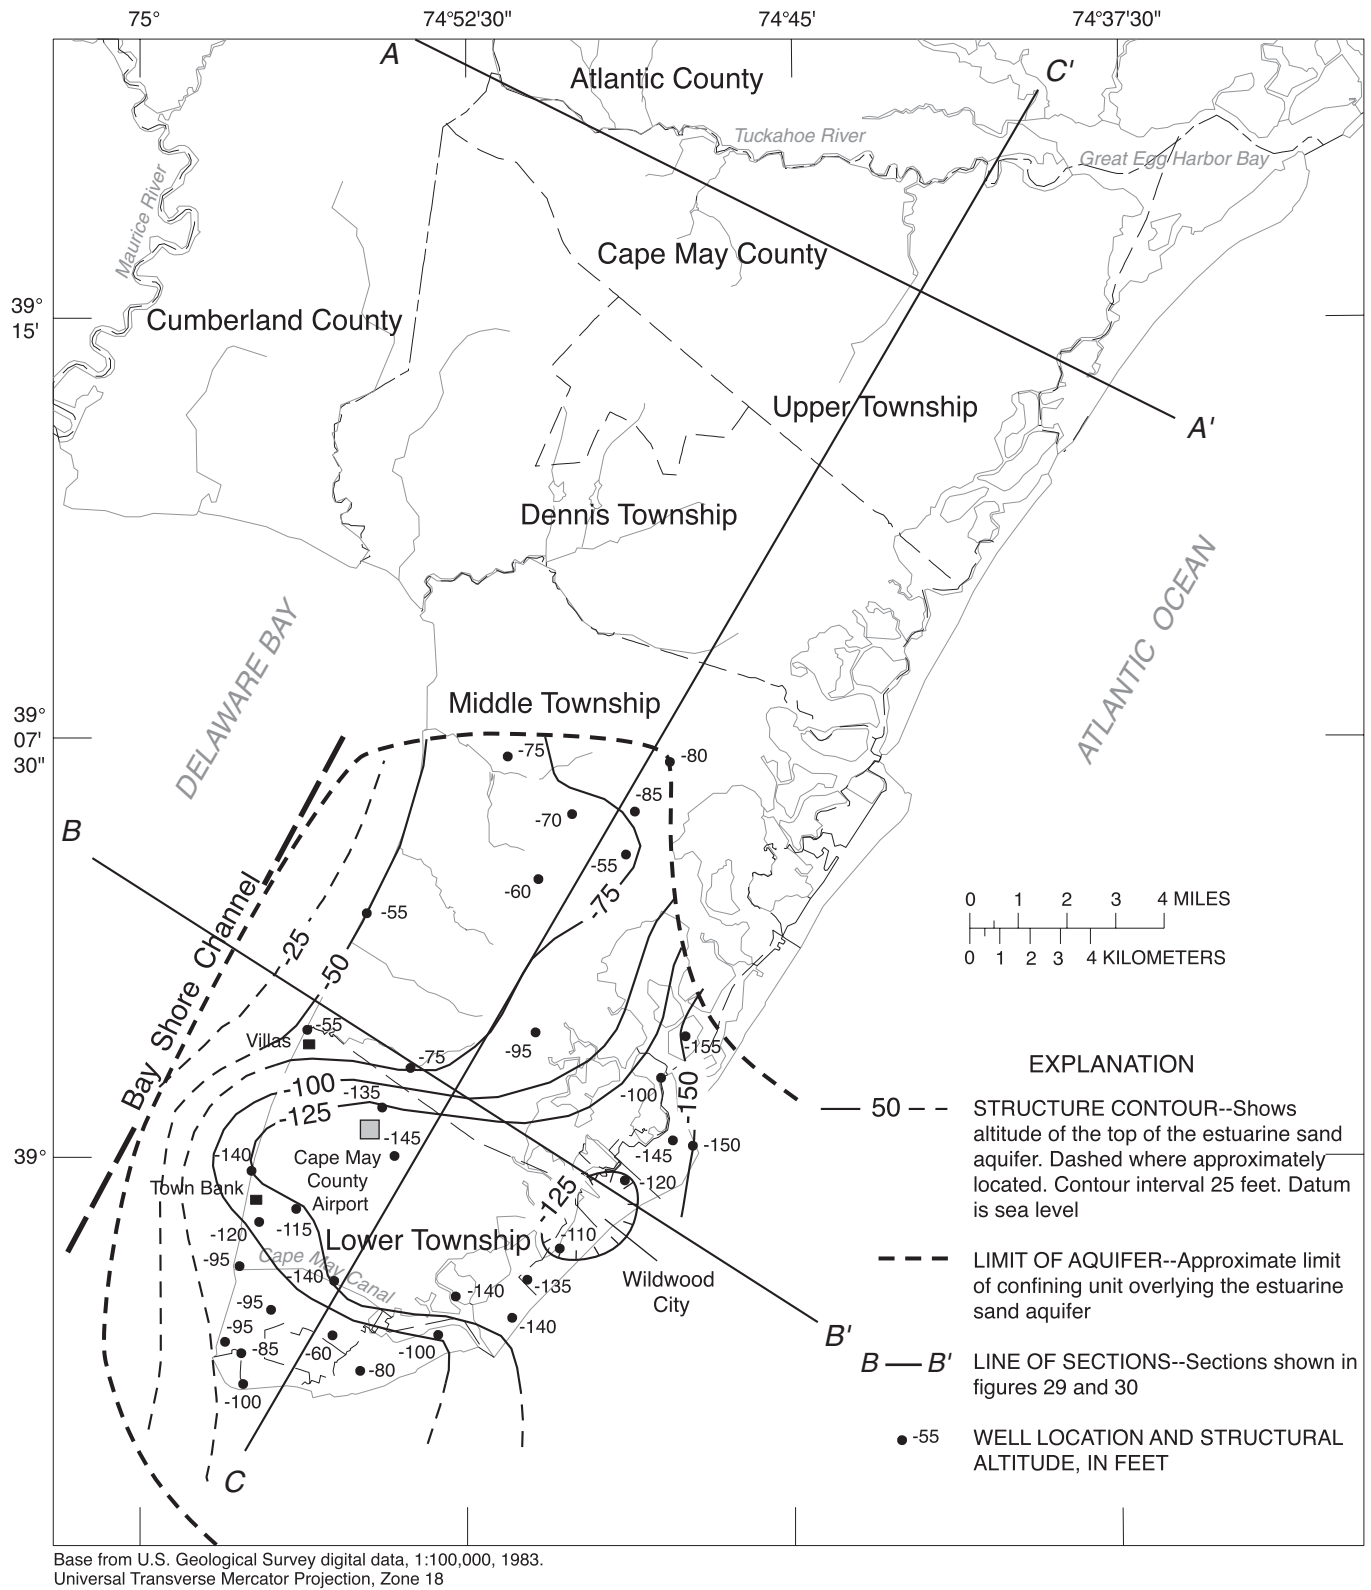 75°
74°52'30"
74°45'
74°37'30"
A
Atlantic County
C'
Tuckahoe River
Great Egg Harbor Bay
Maurice River
Cape May County
39°
15'
Cumberland County
Upper Township
A'
Dennis Township
DELAWARE BAY
ATLANTIC OCEAN
Middle Township
39°
07'
30"
-75
-80
-85
-70
B
-55
-60
-75
0 1 2 3 4 MILES
-55
Bay Shore Channel
-25
-50
0 1 2 3 4 KILOMETERS
-55
Villas
-95
-155
-75
EXPLANATION
-100
-135
-100
-150
50
STRUCTURE CONTOUR--Shows
altitude of the top of the estuarine sand
aquifer. Dashed where approximately
located. Contour interval 25 feet. Datum
is sea level
-125
-145
39°
-140
Cape May
County
Airport
-145
-150
Town Bank
-120
-125
-115
-120
Lower Township
-110
-95
Cape May Canal
-140
LIMIT OF AQUIFER--Approximate limit
of confining unit overlying the estuarine
sand aquifer
Wildwood
City
-135
-140
-95
-140
-95
-85
-60
-100
-80
-100
B'
B B'
LINE OF SECTIONS--Sections shown in
figures 29 and 30
-55
WELL LOCATION AND STRUCTURAL
ALTITUDE, IN FEET
C
Base from U.S. Geological Survey digital data, 1:100,000, 1983.
Universal Transverse Mercator Projection, Zone 18